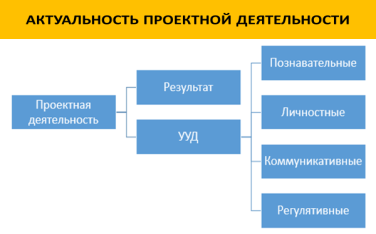 АКТУАЛЬНОСТЬ ПРОЕКТНОЙ ДЕЯТЕЛЬНОСТИ
Проектная
деятельность
Результат
УУД
Познавательные
Личностные
Коммуникативные
Регулятивные